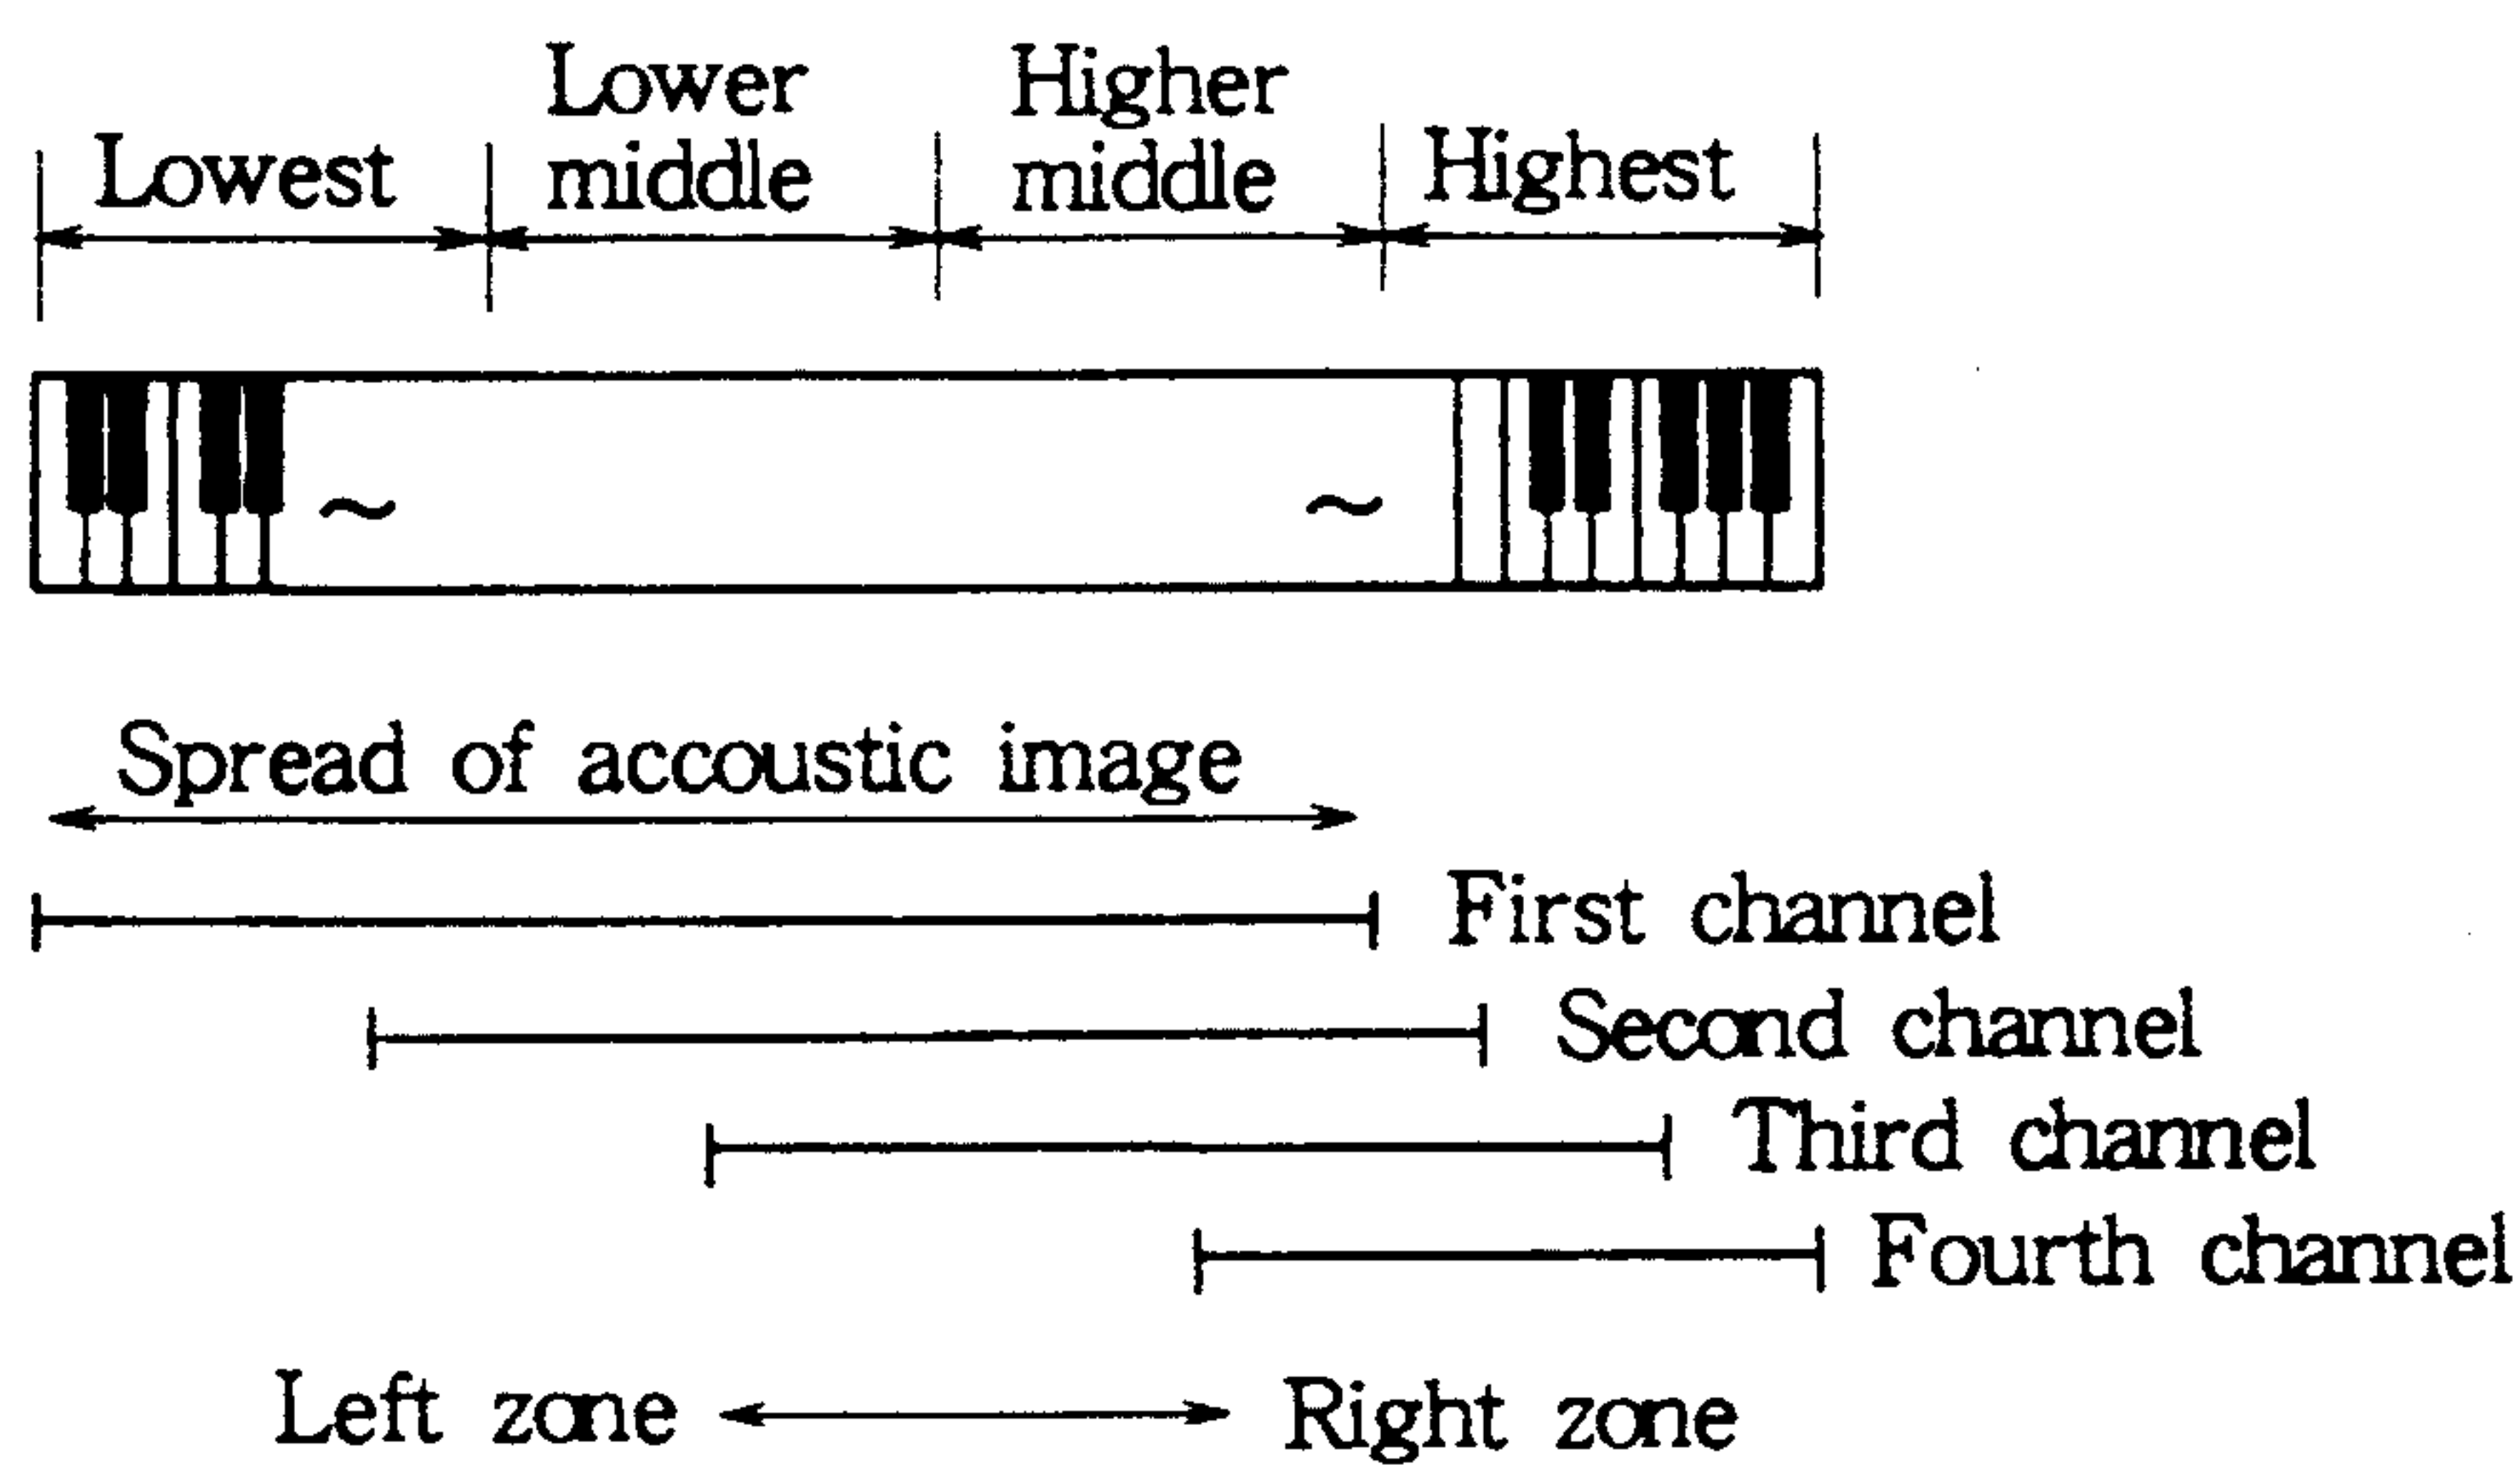 Lowest
Lower
middle
Higher
middle
Highest
~
~
Spread of accoustic image
First channel
Second channel
Third channel
Fourth channel
Left zone
Right zone